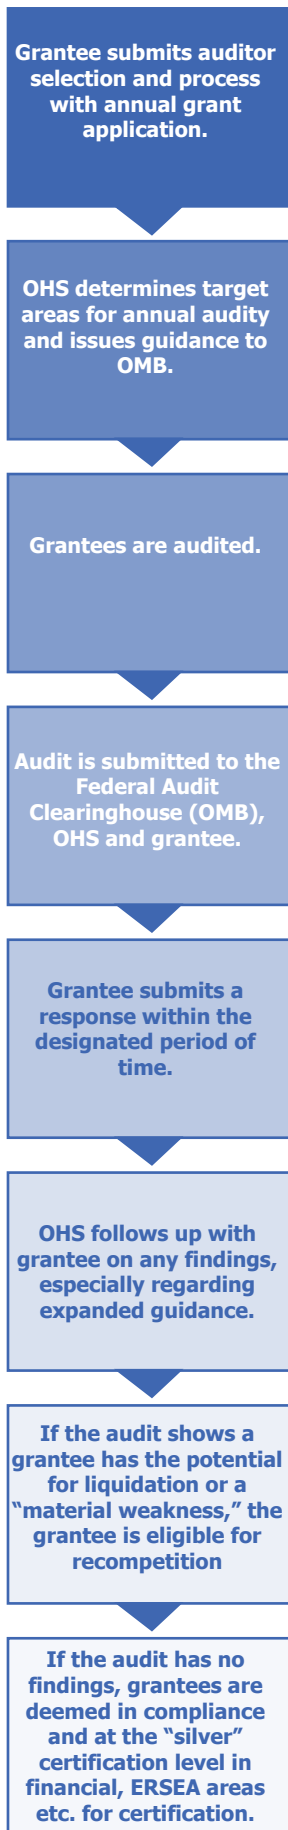 Grantee submits auditor
selection and process
with annual grant
application.
OHS determines target
areas for annual audity
and issues guidance to
OMB.
Grantees are audited.
Audit is submitted to the
Federal Audit
Clearinghouse (OMB),
OHS and grantee.
Grantee submits a
response within the
designated period of
time.
OHS follows up with
grantee on any findings,
especially regarding
expanded guidance.
If the audit shows a
grantee has the potential
for liquidation or a
“material weakness,” the
grantee is eligible for
recompetition
If the audit has no
findings, grantees are
deemed in compliance
and at the “silver”
certification level in
financial, ERSEA areas
etc. for certification.